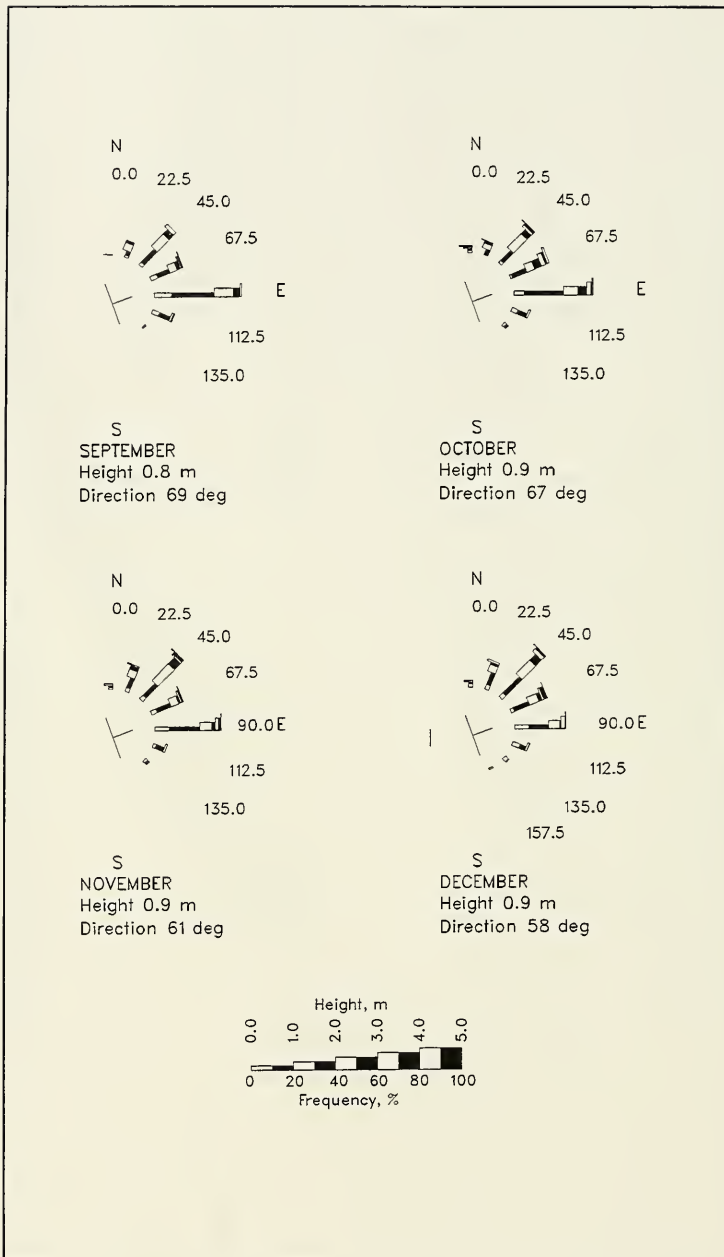 N
0.0
22.5
45.0
67.5
E
112.5
135.0
S
SEPTEMBER
Height 0.8 m
Direction 69 deg
N
0.0
22.5
45.0
67.5
E
112.5
135.0
S
OCTOBER
Height 0.9 m
Direction 67 deg
N
0.0
22.5
45.0
67.5
90.0 E
112.5
135.0
S
NOVEMBER
Height 0.9 m
Direction 61 deg
N
0.0
22.5
45.0
67.5
90.0 E
112.5
135.0
157.5
S
DECEMBER
Height 0.9 m
Direction 58 deg
Height, m
0.0 1.0 2.0 3.0 4.0 5.0
0 20 40 60 80 100
Frequency, %